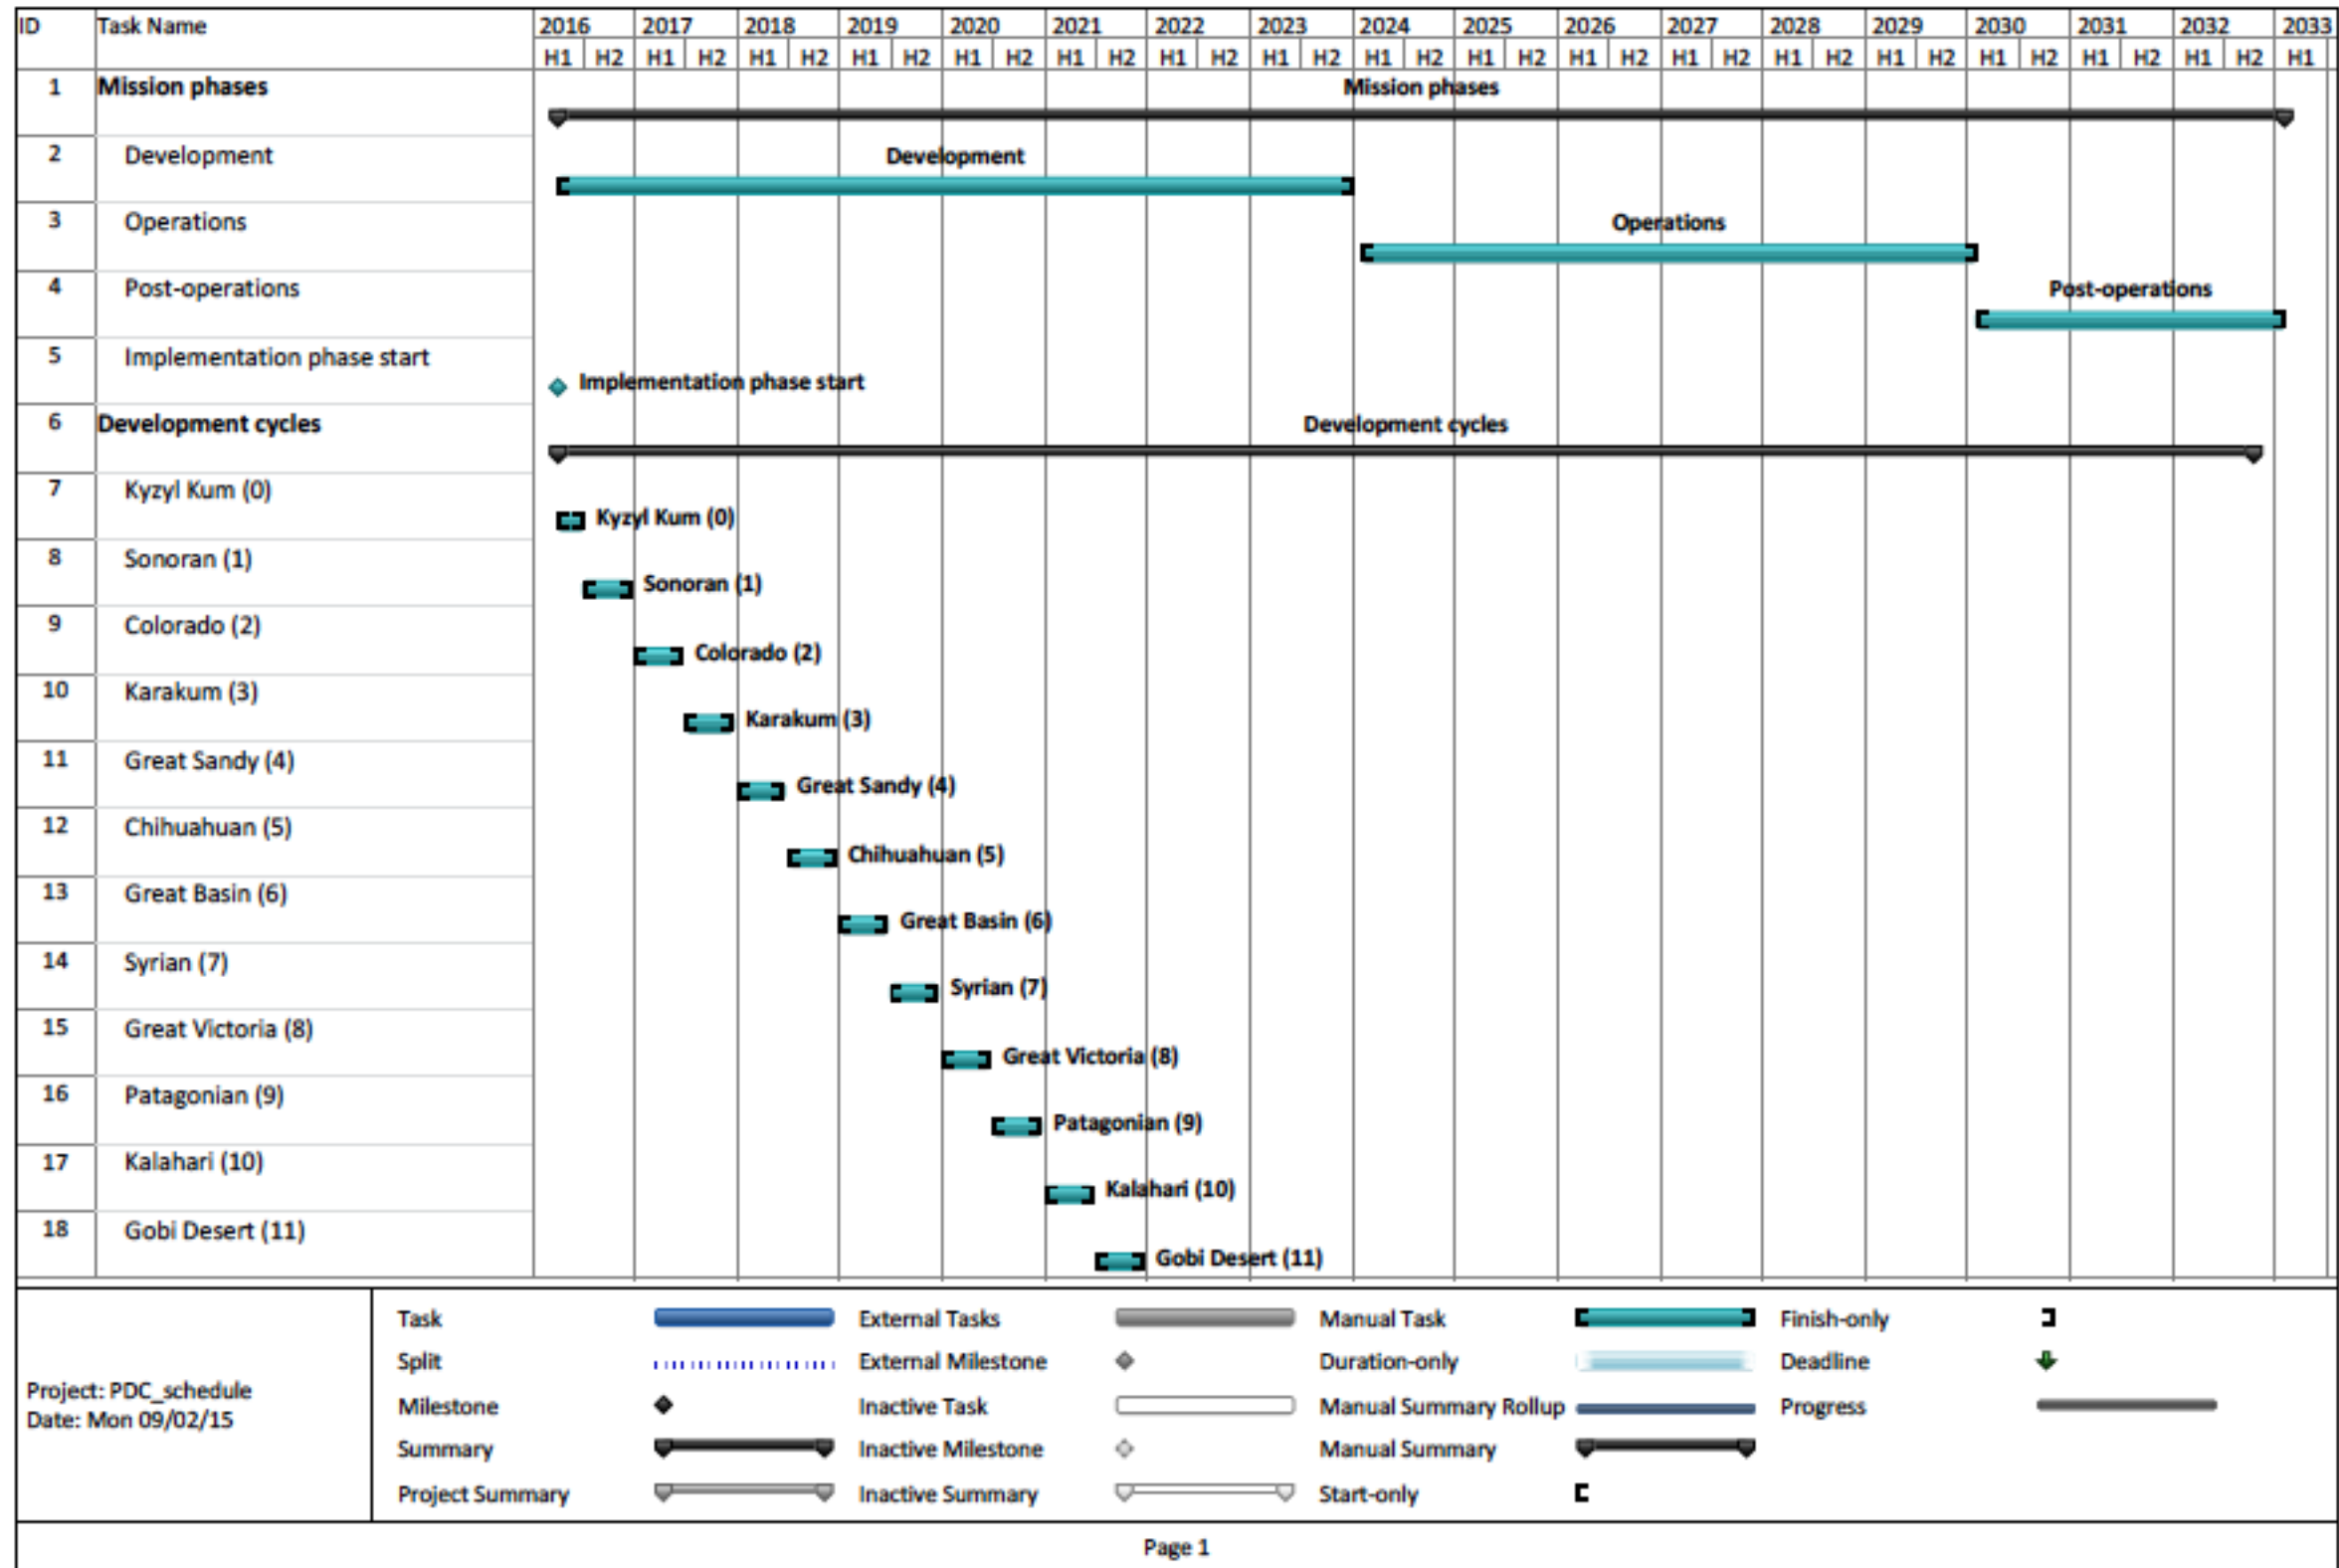 ID Task Name 2016 2017 2018 2019 2020 2021 2022 2023 2024 2025 2026 2027 2028 2029 2030 2031 2032 2033
H1 H2 H1 H2 H1 H2 H1 H2 H1 H2 H1 H2 H1 H2 H1 H2 H1 H2 H1 H2 H1 H2 H1 H2 H1 H2 H1 H2 H1 H2 H1 H2 H1 H2 H1
1 Mission phases Mission phases
2 Development Development
3 Operations Operations
4 Post-operations Post-operations
5 Implementation phase start Implementation phase start
6 Development cycles Development cycles
7 Kyzyl Kum (0) Kyzyl Kum (0)
8 Sonoran (1) Sonoran (1)
9 Colorado (2) Colorado (2)
10 Karakum (3) Karakum (3)
11 Great Sandy (4) Great Sandy (4)
12 Chihuahuan (5) Chihuahuan (5)
13 Great Basin (6) Great Basin (6)
14 Syrian (7) Syrian (7)
15 Great Victoria (8) Great Victoria (8)
16 Patagonian (9) Patagonian (9)
17 Kalahari (10) Kalahari (10)
18 Gobi Desert (11) Gobi Desert (11)
Project: PDC_schedule
Date: Mon 09/02/15
Task External Tasks Manual Task Finish-only
Split External Milestone Duration-only Deadline
Milestone Inactive Task Manual Summary Rollup Progress
Summary Inactive Milestone Manual Summary
Project Summary Inactive Summary Start-only
Page 1